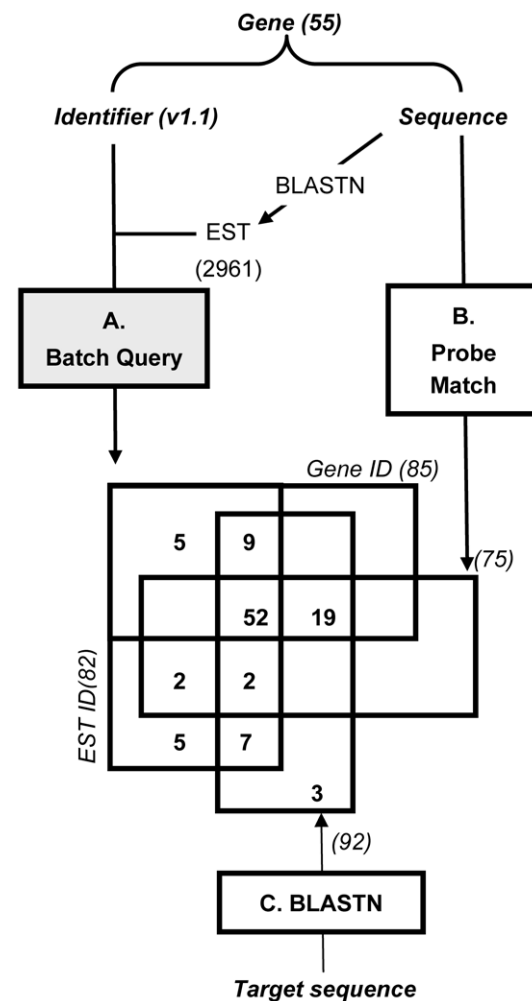 Gene (55)
Identifier (v1.1)
Sequence
BLASTN
EST
(2961)
A.
Batch Query
B.
Probe
Match
Gene ID (85)
(75)
5
9
52
19
EST ID(82)
2
2
5
7
3
(92)
C. BLASTN
Target sequence